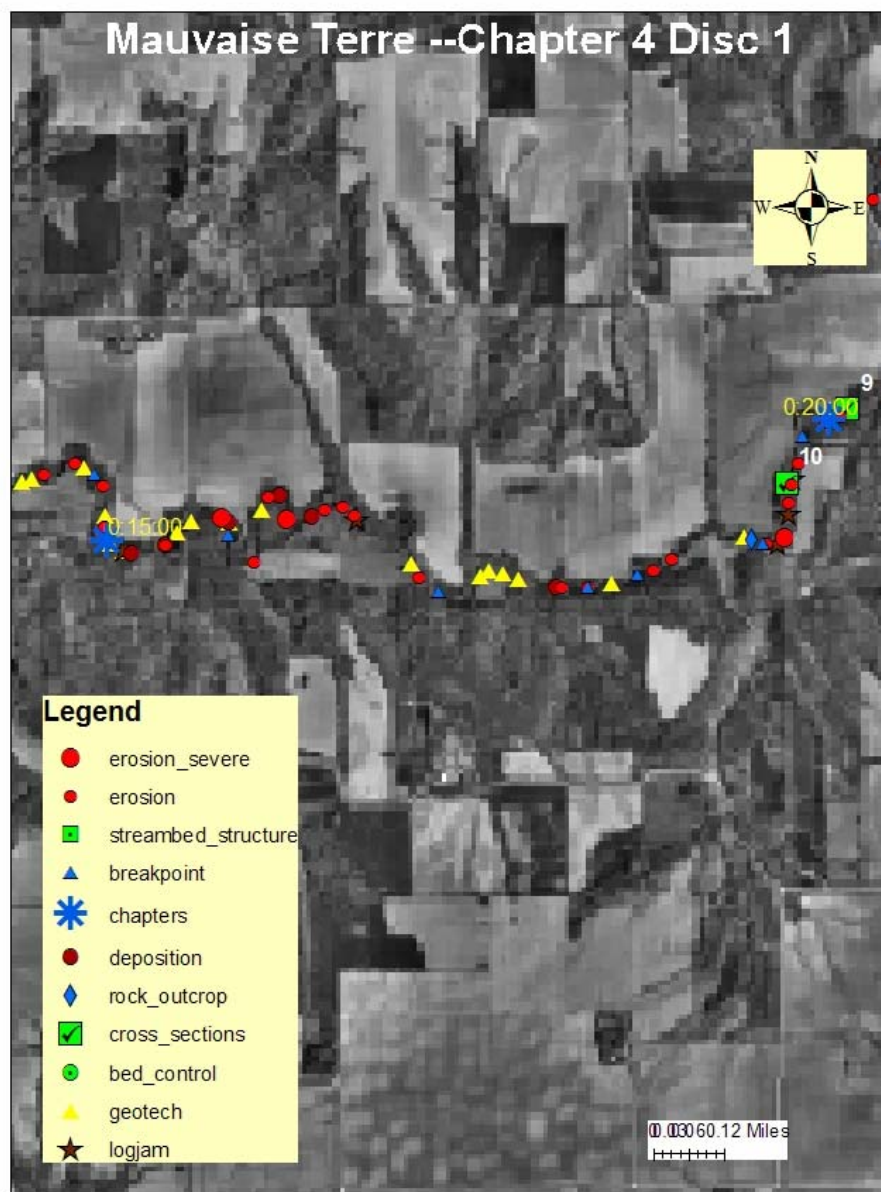 Mauvaise Terre --Chapter 4 Disc 1
N
W E
S
9
0:20:00
10
0:15:00
Legend
erosion_severe
erosion
streambed_structure
breakpoint
chapters
deposition
rock_outcrop
cross_sections
bed_control
geotech
logjam
0.12 Miles